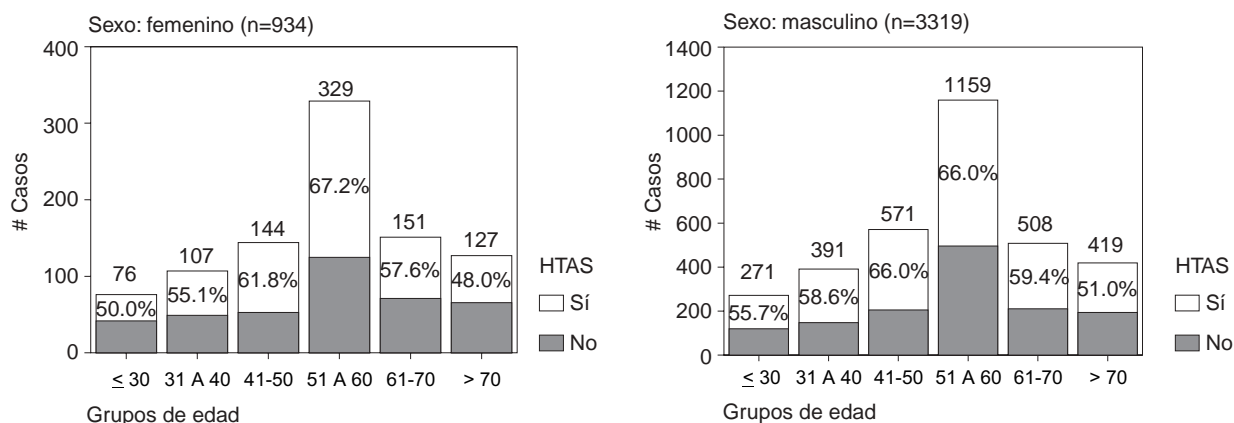 Sexo: femenino (n=934)
400
300
200
100
0
# Casos
76
107
144
329
151
127
50.0%
55.1%
61.8%
67.2%
57.6%
48.0%
≤ 30
31 A 40
41-50
51 A 60
61-70
> 70
Grupos de edad
HTAS
Sí
No
Sexo: masculino (n=3319)
1400
1200
1000
800
600
400
200
0
# Casos
271
391
571
1159
508
419
55.7%
58.6%
66.0%
66.0%
59.4%
51.0%
≤ 30
31 A 40
41-50
51 A 60
61-70
> 70
Grupos de edad
HTAS
Sí
No